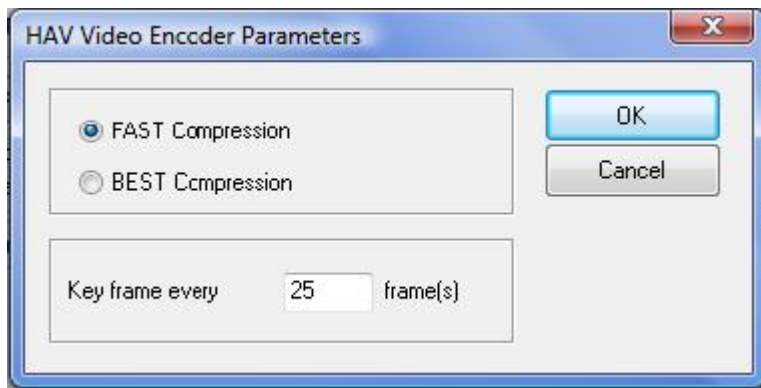 HAV Video Enccder Parameters
FAST Compression
BEST Ccmpression
OK
Cancel
Key frame every 25 frame(s)